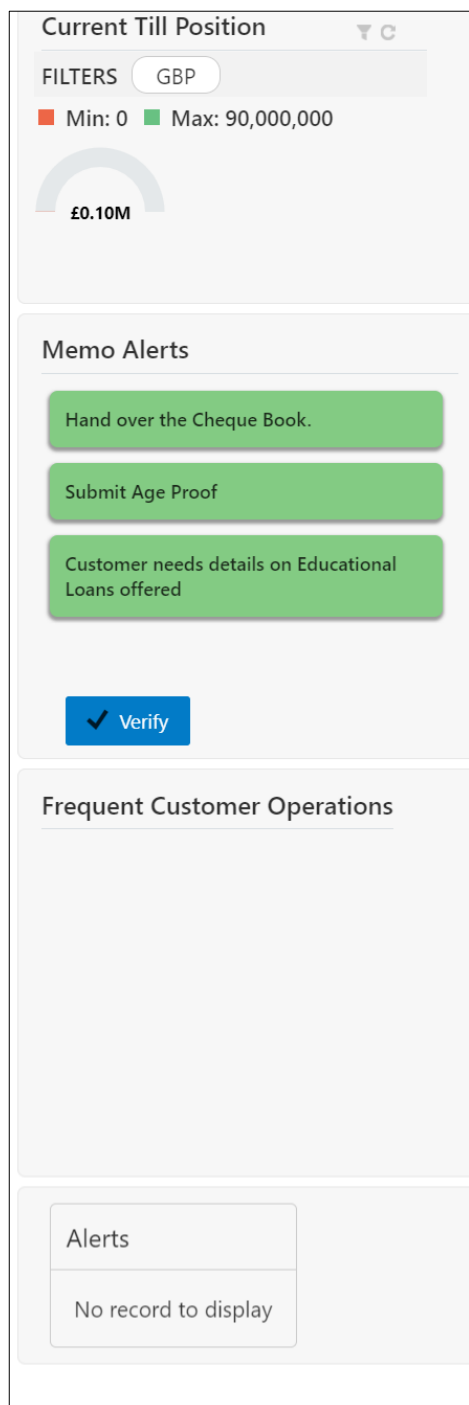 Current Till Position
FILTERS GBP
Min: 0 Max: 90,000,000
£0.10M
Memo Alerts
Hand over the Cheque Book.
Submit Age Proof
Customer needs details on Educational
Loans offered
Verify
Frequent Customer Operations
Alerts
No record to display